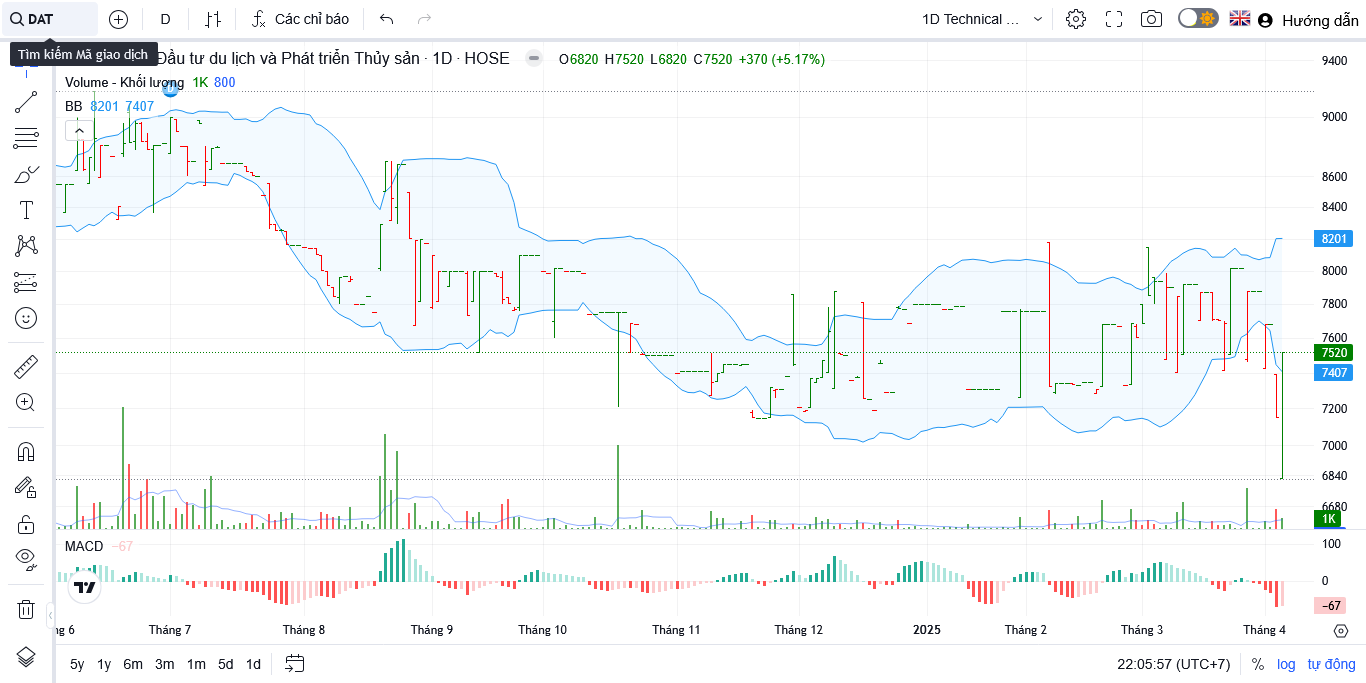 DAT
D
Các chỉ báo
1D Technical ...
Hướng dẫn
Tìm kiếm Mã giao dịch
Đầu tư du lịch và Phát triển Thủy sản · 1D · HOSE
O6820 H7520 L6820 C7520 +370 (+5.17%)
Volume - Khối lượng 1K 800
BB 8201 7407
9400
9000
8600
8400
8201
8000
7800
7600
7520
7407
7200
7000
6840
6680
1K
MACD −67
100
0
−67
ng 6
Tháng 7
Tháng 8
Tháng 9
Tháng 10
Tháng 11
Tháng 12
2025
Tháng 2
Tháng 3
Tháng 4
5y 1y 6m 3m 1m 5d 1d
22:05:57 (UTC+7)
% log tự động